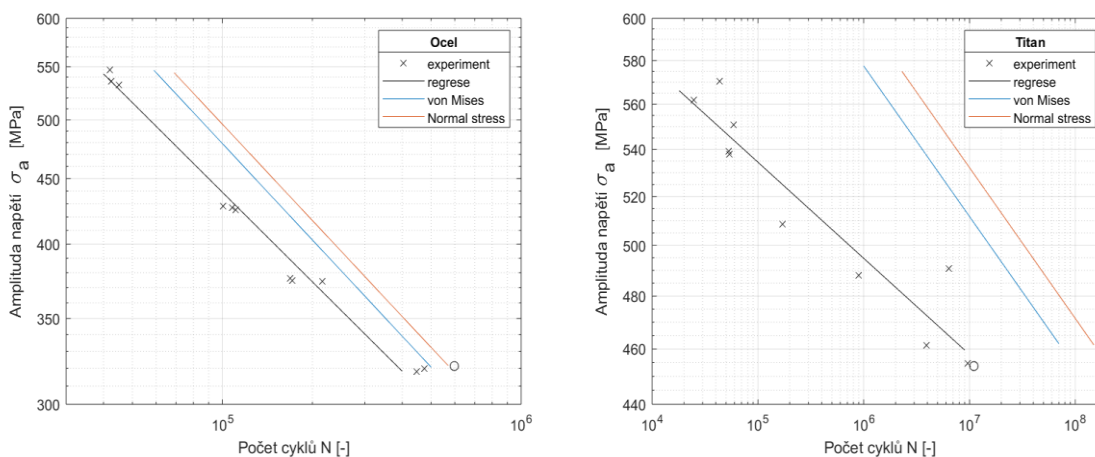 600
550
500
450
400
350
300
10^5
10^6
Amplituda napětí σ_a [MPa]
Počet cyklů N [-]
Ocel
experiment
regrese
von Mises
Normal stress
600
580
560
540
520
500
480
460
440
10^4
10^5
10^6
10^7
10^8
Amplituda napětí σ_a [MPa]
Počet cyklů N [-]
Titan
experiment
regrese
von Mises
Normal stress